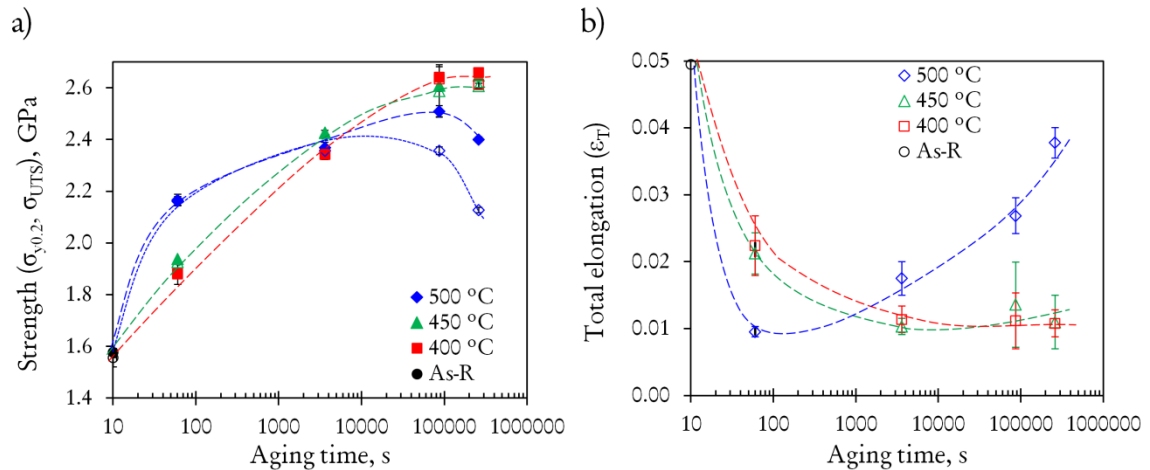 a)
Strength (σy0.2, σUTS), GPa
2.6
2.4
2.2
2.0
1.8
1.6
1.4
500 °C
450 °C
400 °C
As-R
10 100 1000 10000 100000 1000000
Aging time, s
b)
Total elongation (εT)
0.05
0.04
0.03
0.02
0.01
0.00
500 °C
450 °C
400 °C
As-R
10 100 1000 10000 100000 1000000
Aging time, s